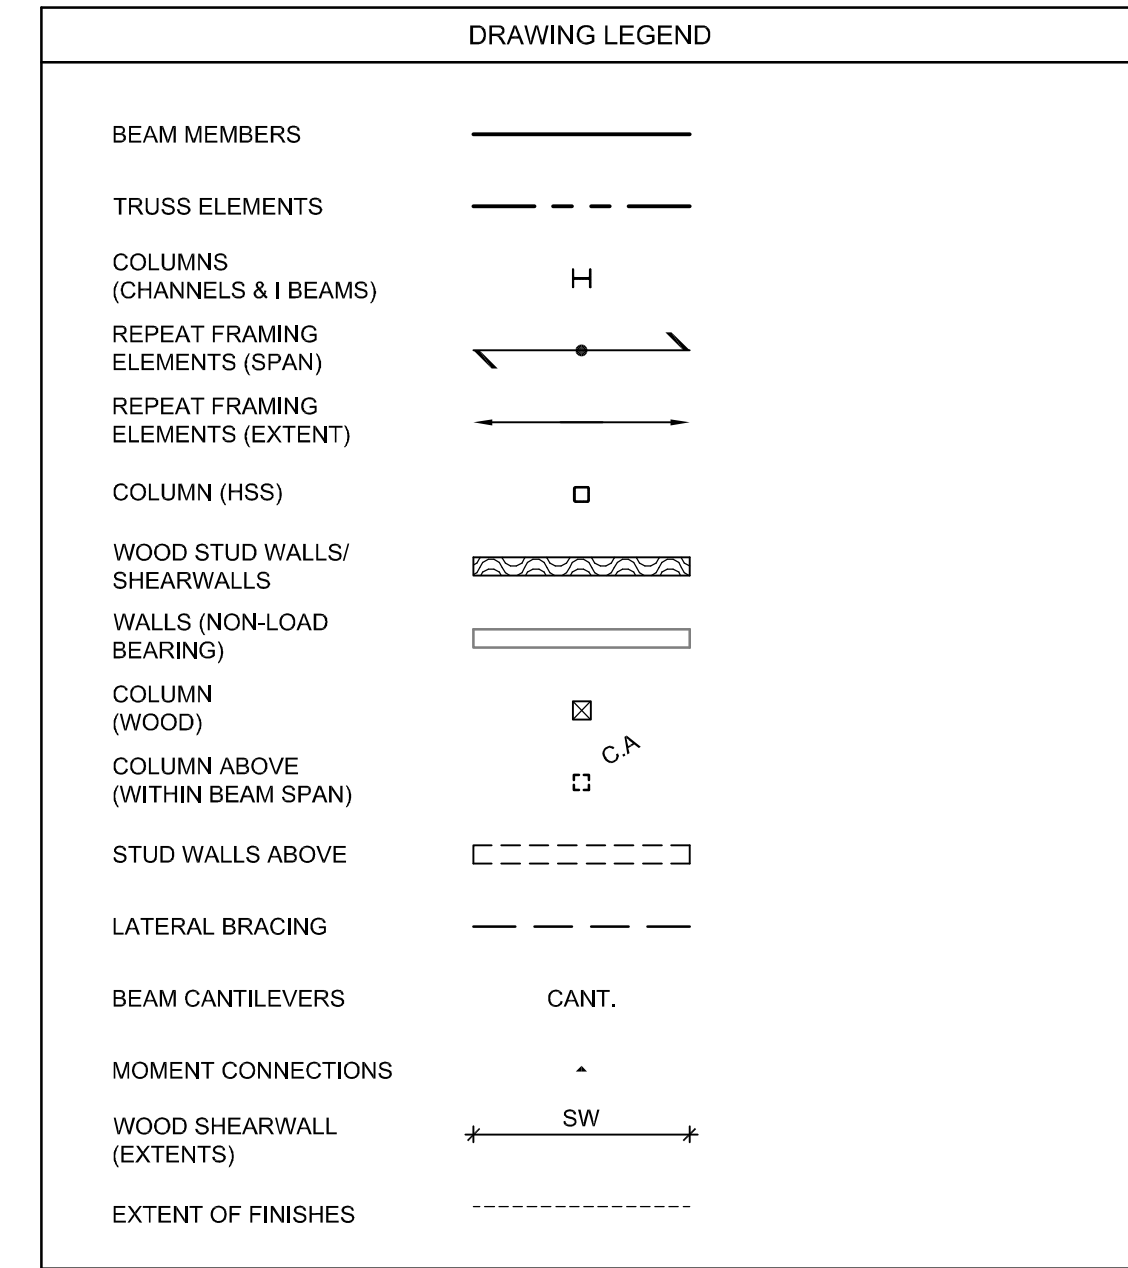 DRAWING LEGEND
BEAM MEMBERS
TRUSS ELEMENTS
COLUMNS
(CHANNELS & I BEAMS)
REPEAT FRAMING
ELEMENTS (SPAN)
REPEAT FRAMING
ELEMENTS (EXTENT)
COLUMN (HSS)
WOOD STUD WALLS/
SHEARWALLS
WALLS (NON-LOAD
BEARING)
COLUMN
(WOOD)
C.A
COLUMN ABOVE
(WITHIN BEAM SPAN)
STUD WALLS ABOVE
LATERAL BRACING
BEAM CANTILEVERS CANT.
MOMENT CONNECTIONS
WOOD SHEARWALL SW
(EXTENTS)
EXTENT OF FINISHES